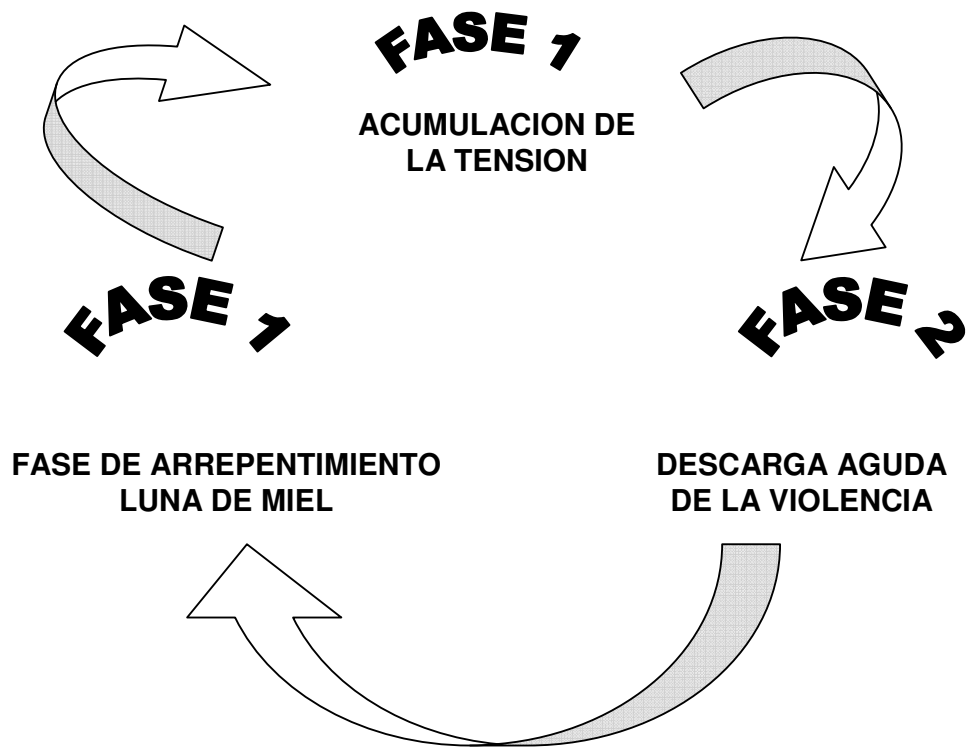 FASE 1
ACUMULACION DE
LA TENSION
FASE 1
FASE 2
FASE DE ARREPENTIMIENTO
LUNA DE MIEL
DESCARGA AGUDA
DE LA VIOLENCIA